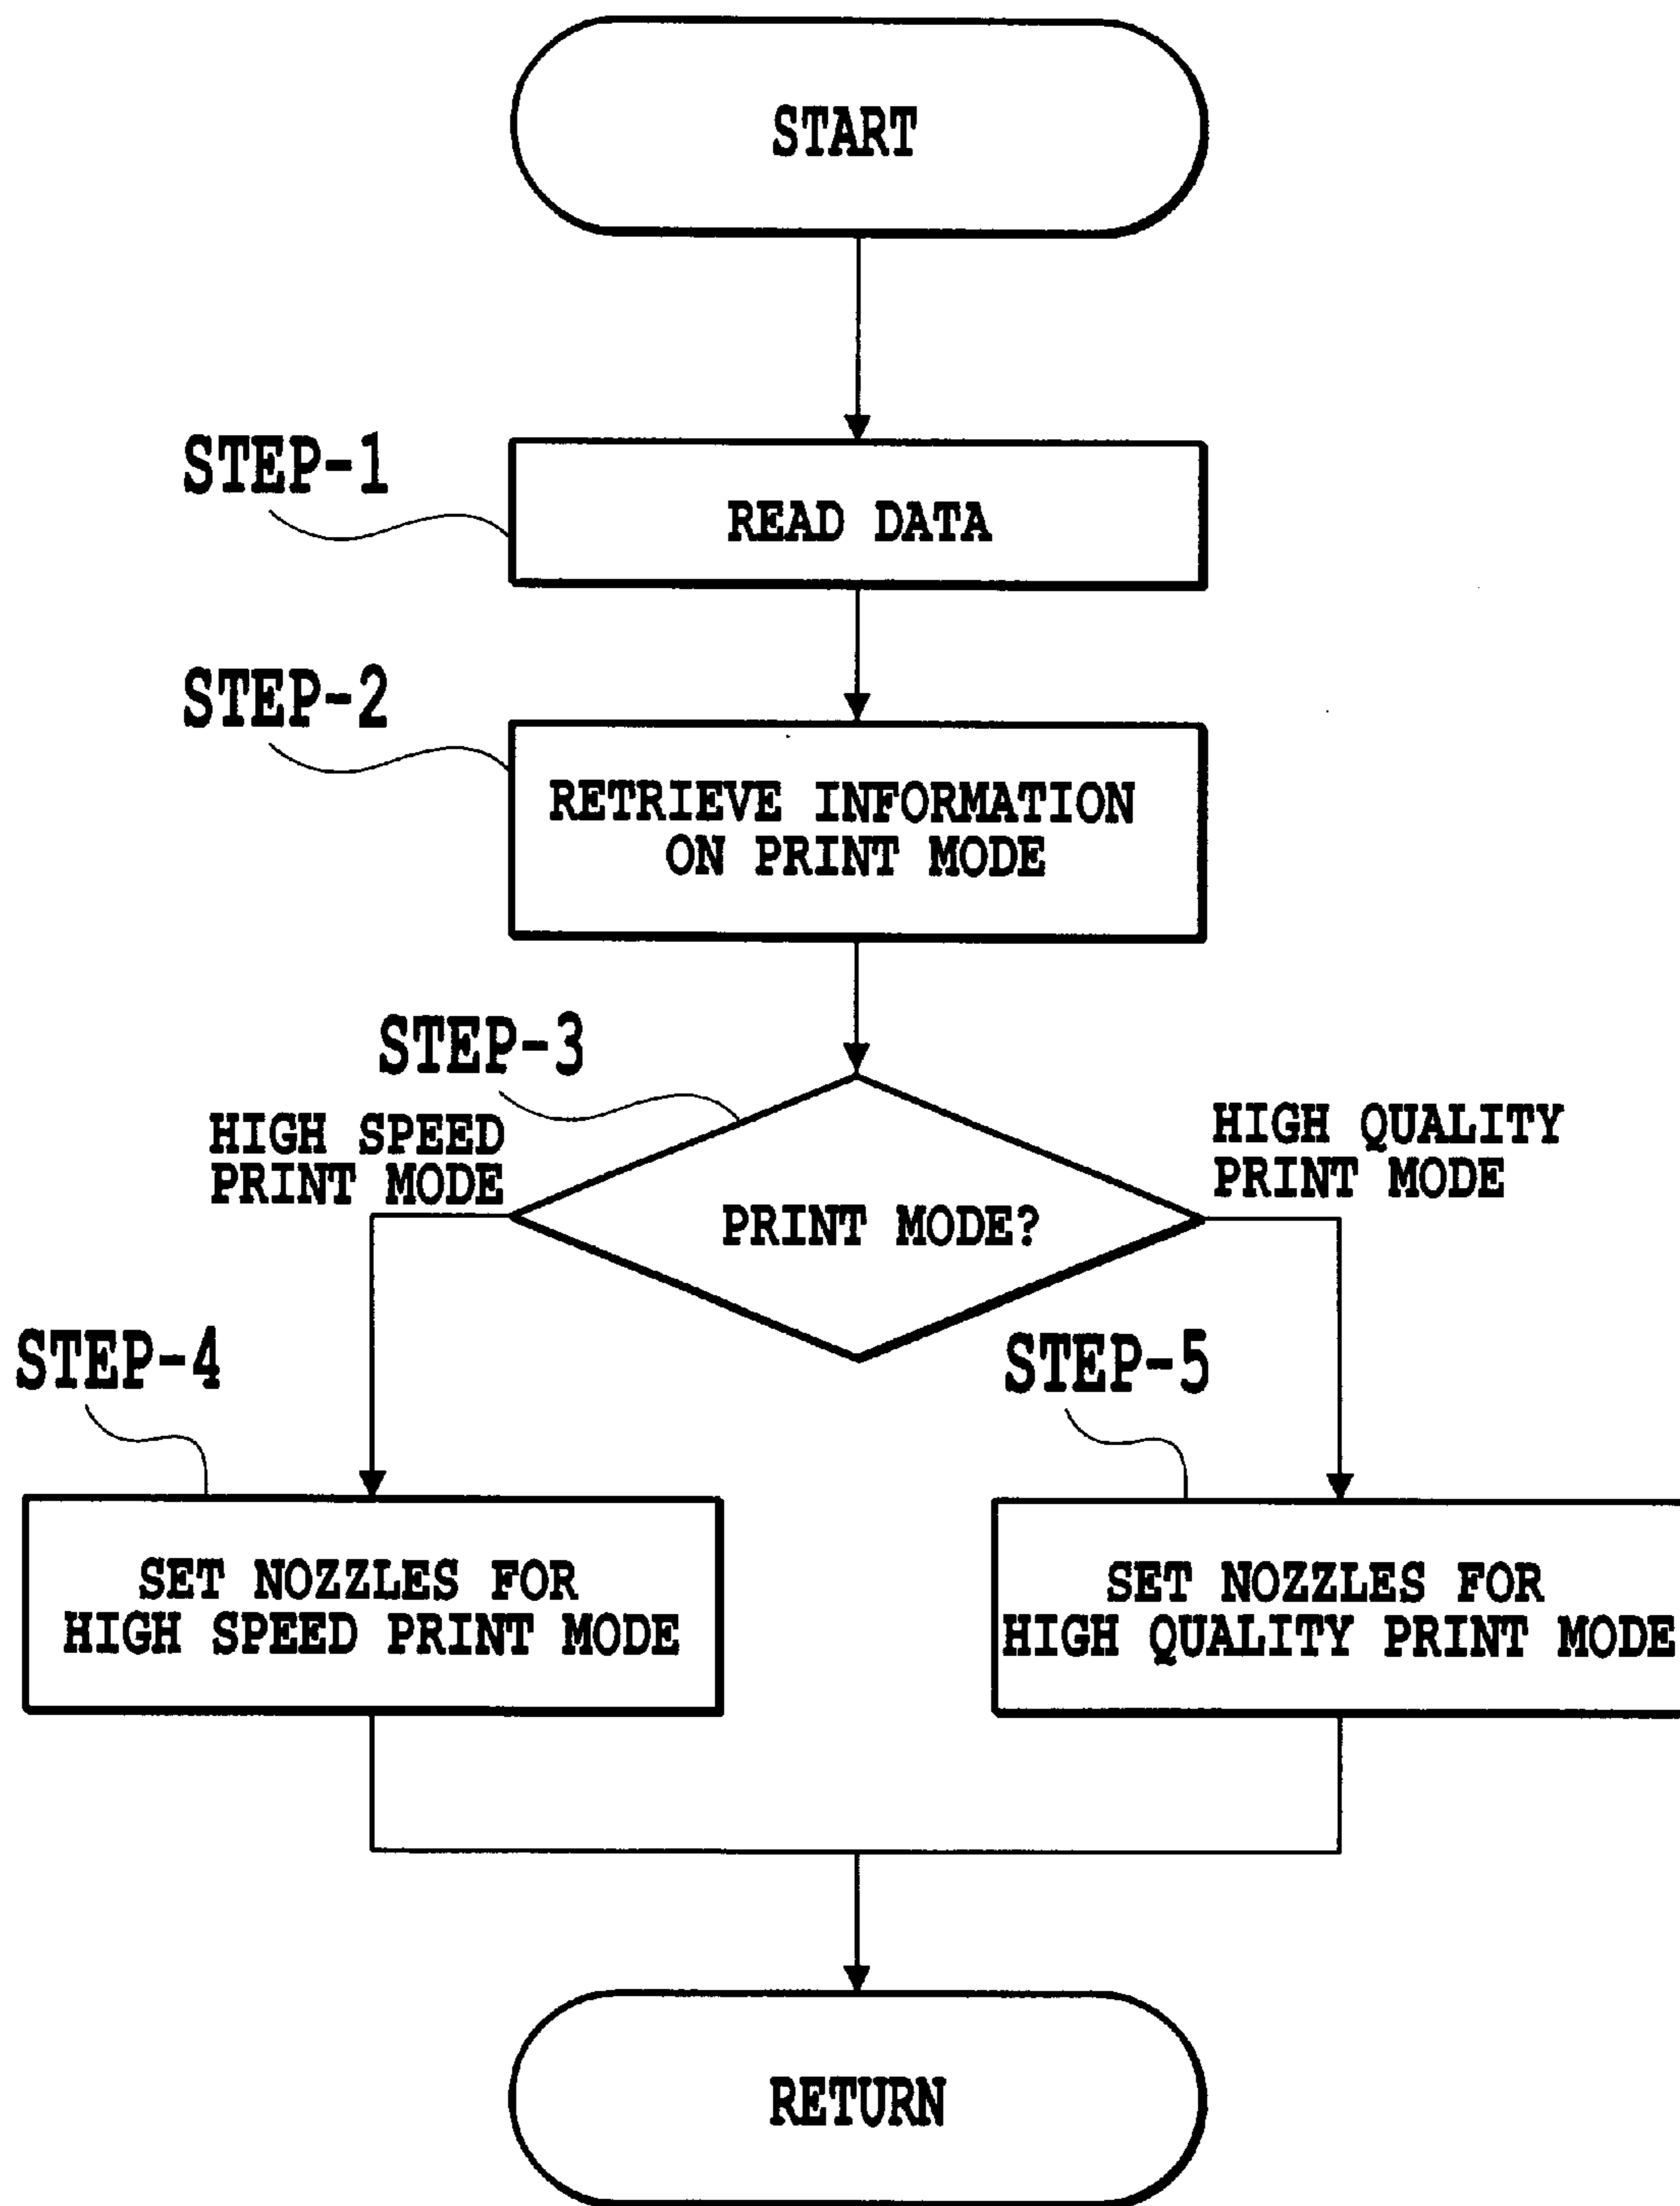 START
STEP-1
READ DATA
STEP-2
RETRIEVE INFORMATION
ON PRINT MODE
STEP-3
HIGH SPEED
PRINT MODE
HIGH QUALITY
PRINT MODE
PRINT MODE?
STEP-4
STEP-5
SET NOZZLES FOR
HIGH SPEED PRINT MODE
SET NOZZLES FOR
HIGH QUALITY PRINT MODE
RETURN